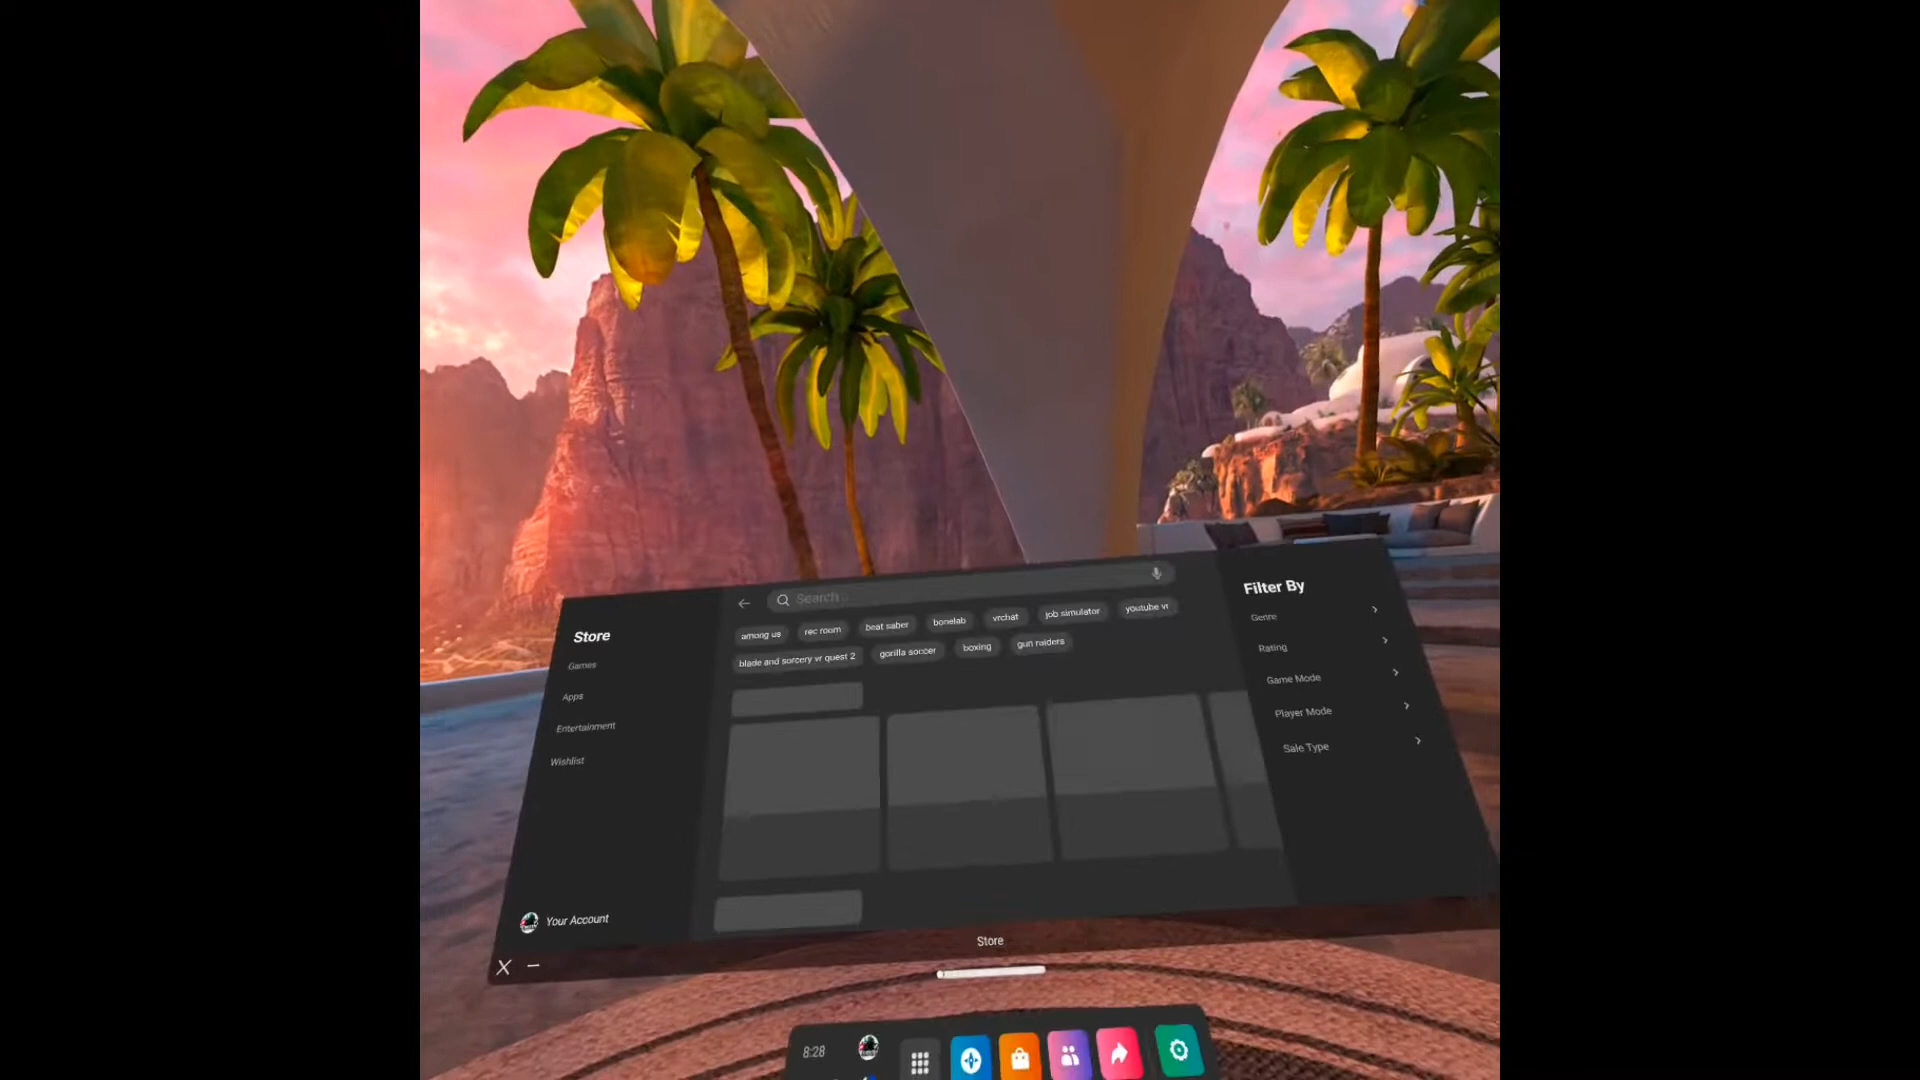 Store
Games
Apps
Entertainment
Wishlist
Your Account
Search...
among us rec room beat saber bonelab vrchat job simulator youtube vr
blade and sorcery vr quest 2 gorilla soccer boxing gun raiders
Filter By
Genre
Rating
Game Mode
Player Mode
Sale Type
Store
8:28